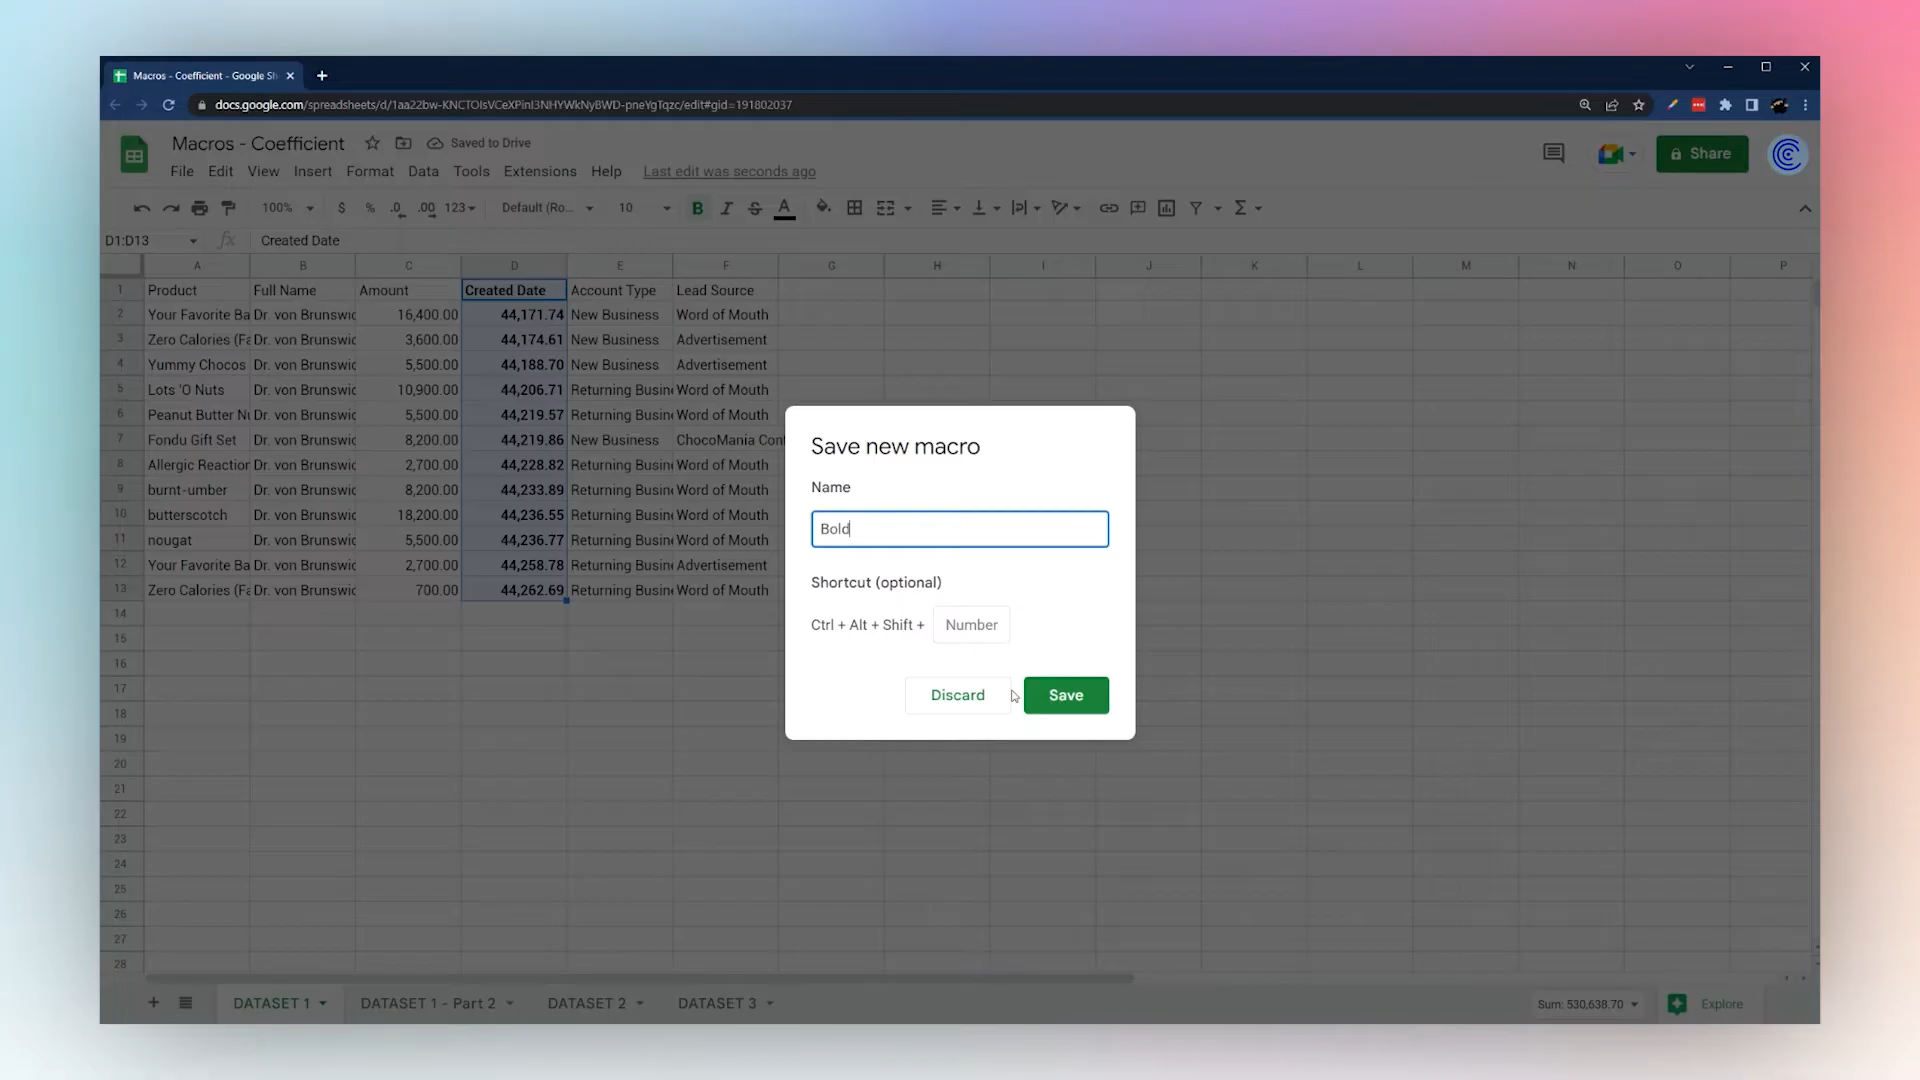 Macros - Coefficient - Google Sh
docs.google.com/spreadsheets/d/1aa22bw-KNCTOIsVCeXPinI3NHYWkNyBWD-pneYgTqzc/edit#gid=191802037
Macros - Coefficient Saved to Drive
File Edit View Insert Format Data Tools Extensions Help Last edit was seconds ago
Share
100% $ % .0 .00 123 Default (Ro... 10 B I S A
D1:D13 fx Created Date
A B C D E F G H I J K L M N O P
1 Product Full Name Amount Created Date Account Type Lead Source
2 Your Favorite Ba Dr. von Brunswic 16,400.00 44,171.74 New Business Word of Mouth
3 Zero Calories (Fa Dr. von Brunswic 3,600.00 44,174.61 New Business Advertisement
4 Yummy Chocos Dr. von Brunswic 5,500.00 44,188.70 New Business Advertisement
5 Lots 'O Nuts Dr. von Brunswic 10,900.00 44,206.71 Returning Busin Word of Mouth
6 Peanut Butter Nu Dr. von Brunswic 5,500.00 44,219.57 Returning Busin Word of Mouth
7 Fondu Gift Set Dr. von Brunswic 8,200.00 44,219.86 New Business ChocoMania Con
8 Allergic Reaction Dr. von Brunswic 2,700.00 44,228.82 Returning Busin Word of Mouth
9 burnt-umber Dr. von Brunswic 8,200.00 44,233.89 Returning Busin Word of Mouth
10 butterscotch Dr. von Brunswic 18,200.00 44,236.55 Returning Busin Word of Mouth
11 nougat Dr. von Brunswic 5,500.00 44,236.77 Returning Busin Word of Mouth
12 Your Favorite Ba Dr. von Brunswic 2,700.00 44,258.78 Returning Busin Advertisement
13 Zero Calories (Fa Dr. von Brunswic 700.00 44,262.69 Returning Busin Word of Mouth
14
15
16
17
18
19
20
21
22
23
24
25
26
27
28
Save new macro
Name
Bold
Shortcut (optional)
Ctrl + Alt + Shift + Number
Discard Save
DATASET 1 DATASET 1 - Part 2 DATASET 2 DATASET 3 Sum: 530,638.70 Explore